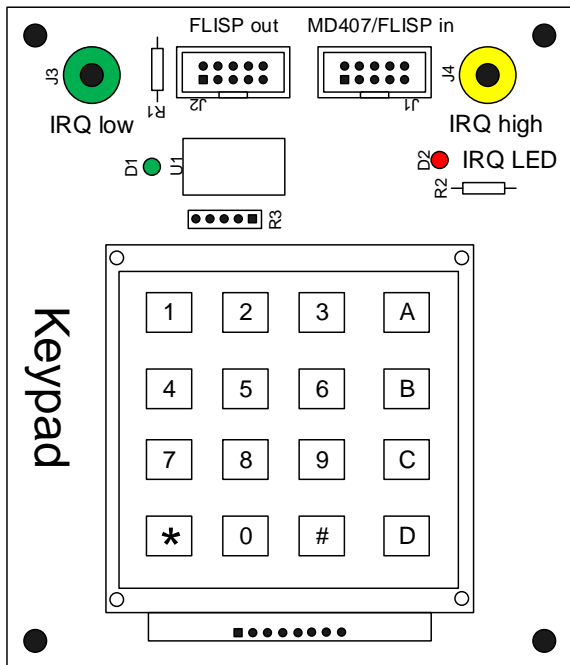 FLISP out
MD407/FLISP in
J3
R1
J2
J1
J4
IRQ low
IRQ high
D1
U1
D2
IRQ LED
R2
R3
Keypad
1 2 3 A
4 5 6 B
7 8 9 C
* 0 # D